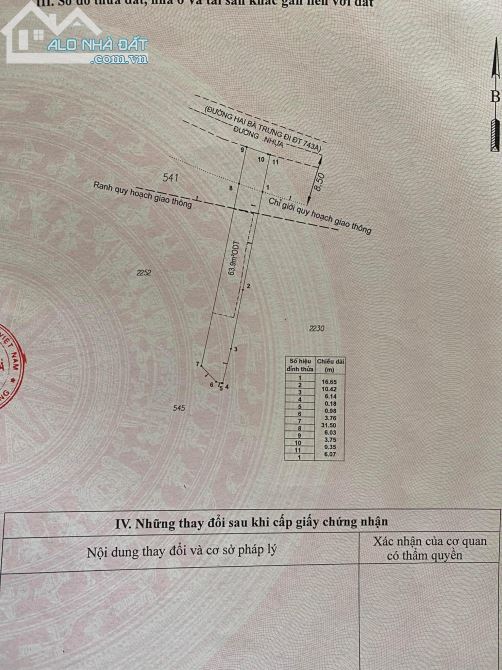 III. Sơ đồ thửa đất, nhà ở và tài sản khác gắn liền với đất
ALO NHÀ ĐẤT
.com.vn
B
(ĐƯỜNG HAI BÀ TRƯNG ĐI ĐT 743A)
ĐƯỜNG NHỰA
9
10
11
8.50
541
8
1
Ranh quy hoạch giao thông
Chỉ giới quy hoạch giao thông
63.9m²ODT
2252
2
2230
3
7
6
5
4
545
VIỆT NAM
Số hiệu đỉnh thửa
Chiều dài (m)
1
16.65
2
10.42
3
6.14
4
0.18
5
0.98
6
3.76
7
31.50
8
6.03
9
3.75
10
0.35
11
6.07
1
IV. Những thay đổi sau khi cấp giấy chứng nhận
Nội dung thay đổi và cơ sở pháp lý
Xác nhận của cơ quan
có thẩm quyền